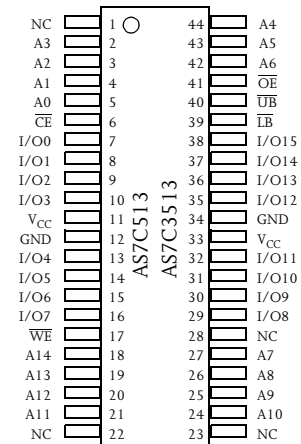 NC 1 44 A4
A3 2 43 A5
A2 3 42 A6
A1 4 41 OE
A0 5 40 UB
CE 6 39 LB
I/O0 7 38 I/O15
I/O1 8 37 I/O14
I/O2 9 36 I/O13
I/O3 10 35 I/O12
VCC 11 34 GND
GND 12 33 VCC
I/O4 13 32 I/O11
I/O5 14 31 I/O10
I/O6 15 30 I/O9
I/O7 16 29 I/O8
WE 17 28 NC
A14 18 27 A7
A13 19 26 A8
A12 20 25 A9
A11 21 24 A10
NC 22 23 NC
AS7C513
AS7C3513